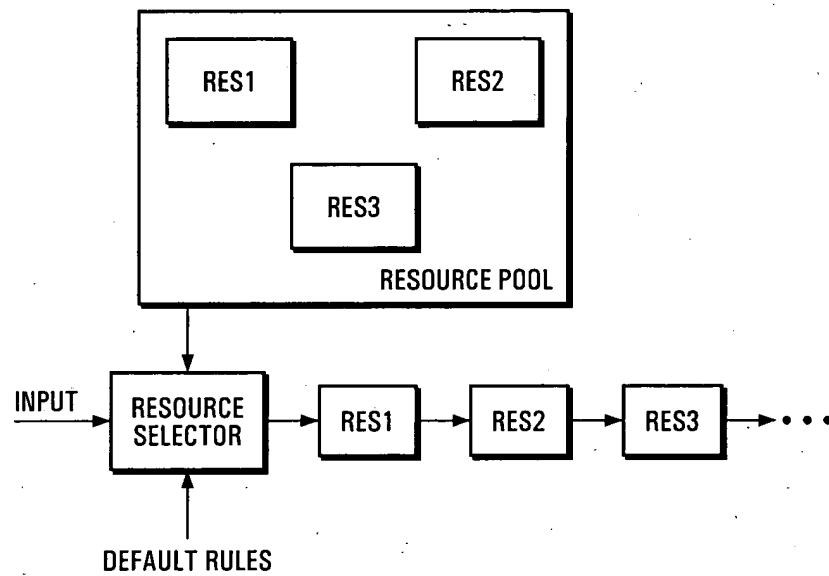 RES1
RES2
RES3
RESOURCE POOL
INPUT
RESOURCE
SELECTOR
RES1
RES2
RES3
DEFAULT RULES